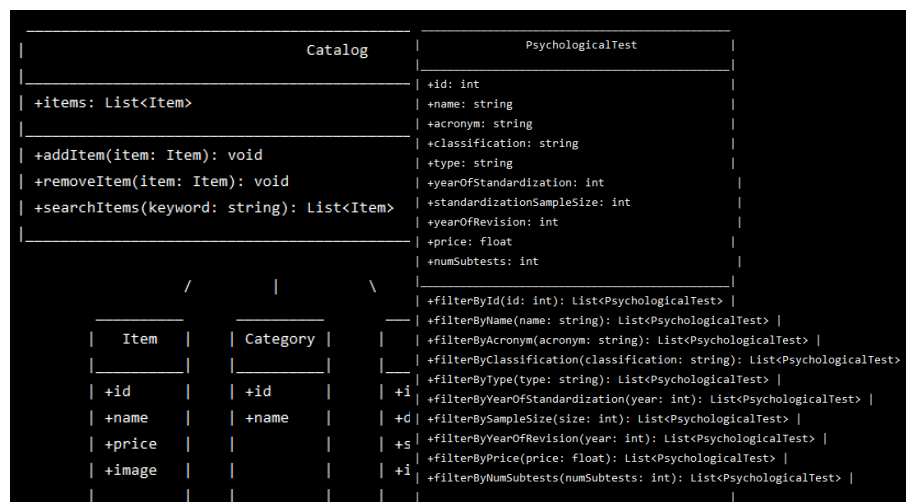 Catalog
+items: List<Item>
+addItem(item: Item): void
+removeItem(item: Item): void
+searchItems(keyword: string): List<Item>
/ | \
Item | Category
+id | +id | +i
+name | +name | +d
+price | +s
+image | +i
PsychologicalTest
+id: int
+name: string
+acronym: string
+classification: string
+type: string
+yearOfStandardization: int
+standardizationSampleSize: int
+yearOfRevision: int
+price: float
+numSubtests: int
+filterById(id: int): List<PsychologicalTest> |
+filterByName(name: string): List<PsychologicalTest> |
+filterByAcronym(acronym: string): List<PsychologicalTest> |
+filterByClassification(classification: string): List<PsychologicalTest>
+filterByType(type: string): List<PsychologicalTest> |
+filterByYearOfStandardization(year: int): List<PsychologicalTest> |
+filterBySampleSize(size: int): List<PsychologicalTest> |
+filterByYearOfRevision(year: int): List<PsychologicalTest> |
+filterByPrice(price: float): List<PsychologicalTest> |
+filterByNumSubtests(numSubtests: int): List<PsychologicalTest> |